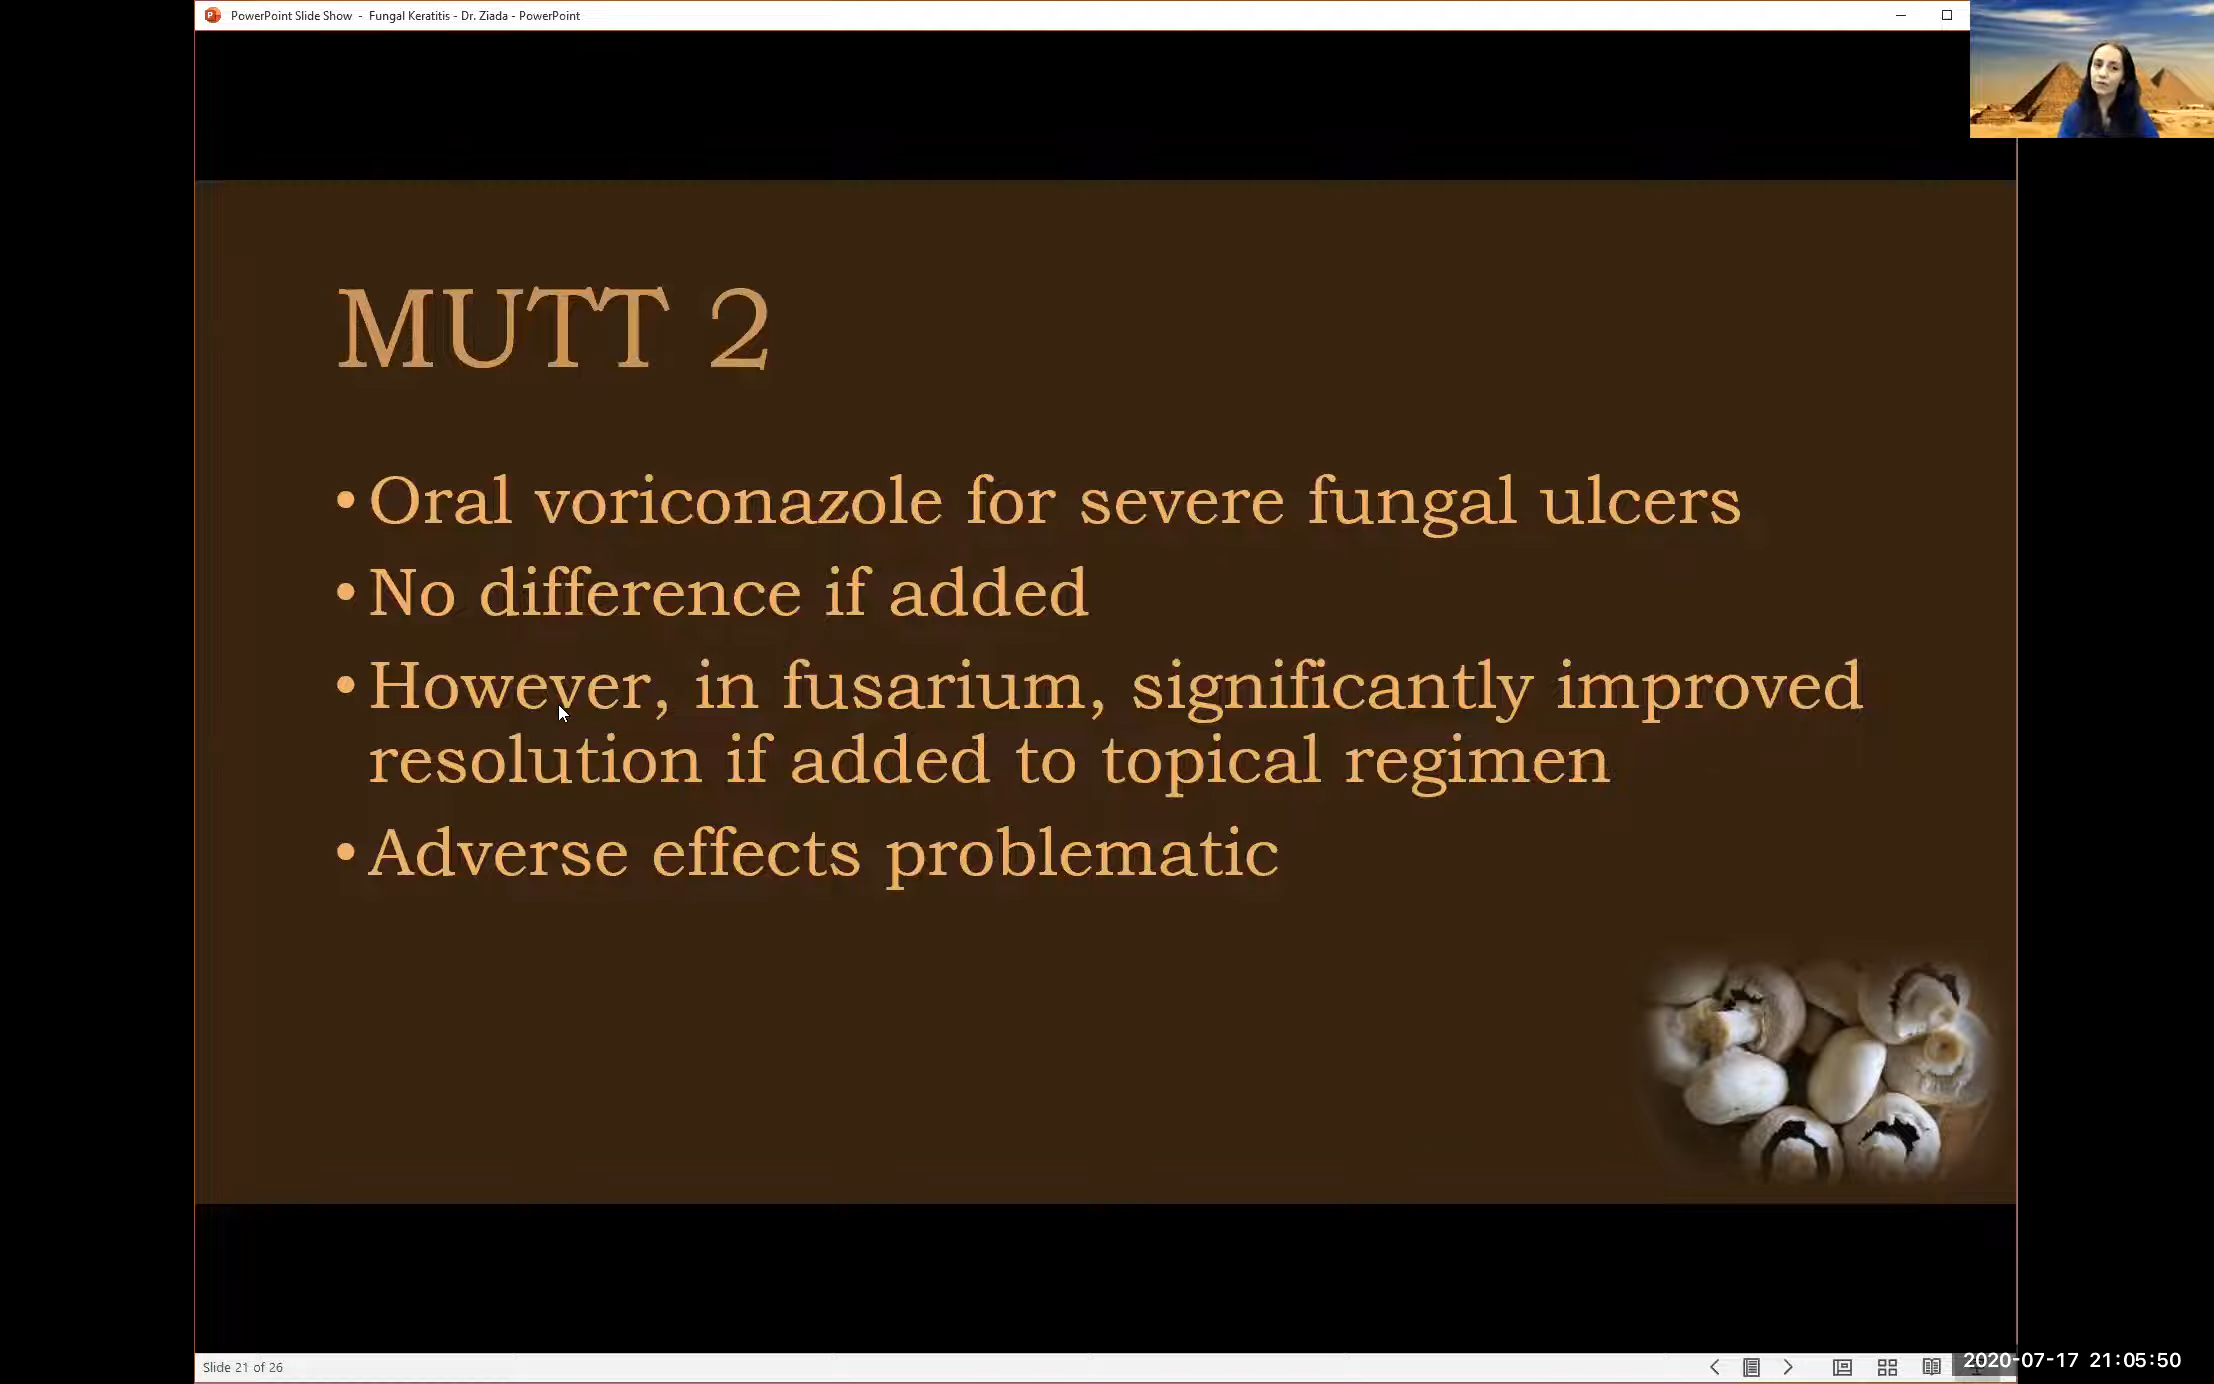 PowerPoint Slide Show - Fungal Keratitis - Dr. Ziada - PowerPoint
MUTT 2
• Oral voriconazole for severe fungal ulcers
• No difference if added
• However, in fusarium, significantly improved
resolution if added to topical regimen
• Adverse effects problematic
Slide 21 of 26
2020-07-17 21:05:50